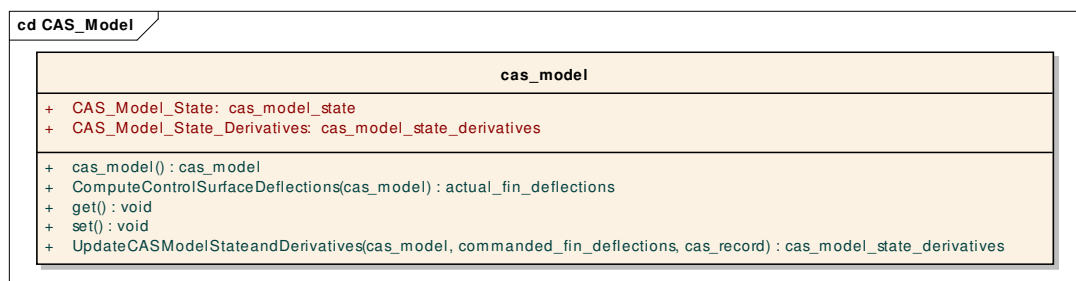 cd CAS_Model
cas_model
+ CAS_Model_State: cas_model_state
+ CAS_Model_State_Derivatives: cas_model_state_derivatives
+ cas_model() : cas_model
+ ComputeControlSurfaceDeflections(cas_model) : actual_fin_deflections
+ get() : void
+ set() : void
+ UpdateCASModelStateandDerivatives(cas_model, commanded_fin_deflections, cas_record) : cas_model_state_derivatives